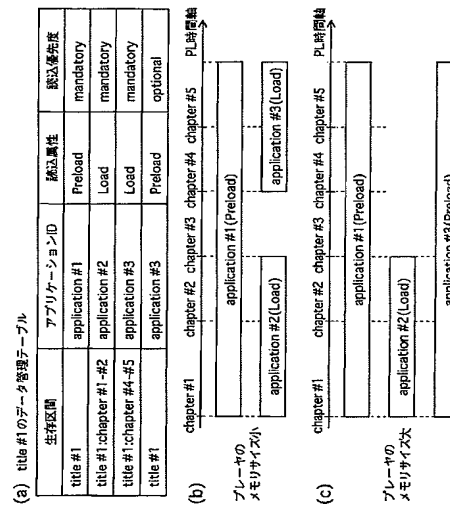 (a) title #1のデータ管理テーブル
生存区間 アプリケーションID 読込属性 読込優先度
title #1 application #1 Preload mandatory
title #1:chapter #1-#2 application #2 Load mandatory
title #1:chapter #4-#5 application #3 Load mandatory
title #1 application #3 Preload optional
(b)
chapter #1 chapter #2 chapter #3 chapter #4 chapter #5 PL時間軸
プレーヤの
メモリサイズ小
application #1(Preload)
application #2(Load)
application #3(Load)
(c)
chapter #1 chapter #2 chapter #3 chapter #4 chapter #5 PL時間軸
プレーヤの
メモリサイズ大
application #1(Preload)
application #2(Load)
application #3(Preload)